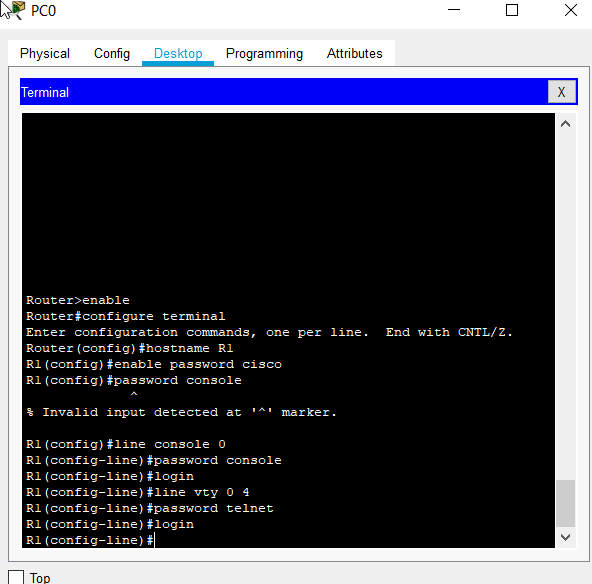 PC0
Physical Config Desktop Programming Attributes
Terminal X
Router>enable
Router#configure terminal
Enter configuration commands, one per line.  End with CNTL/Z.
Router(config)#hostname R1
R1(config)#enable password cisco
R1(config)#password console
^
% Invalid input detected at '^' marker.
R1(config)#line console 0
R1(config-line)#password console
R1(config-line)#login
R1(config-line)#line vty 0 4
R1(config-line)#password telnet
R1(config-line)#login
R1(config-line)#
Top